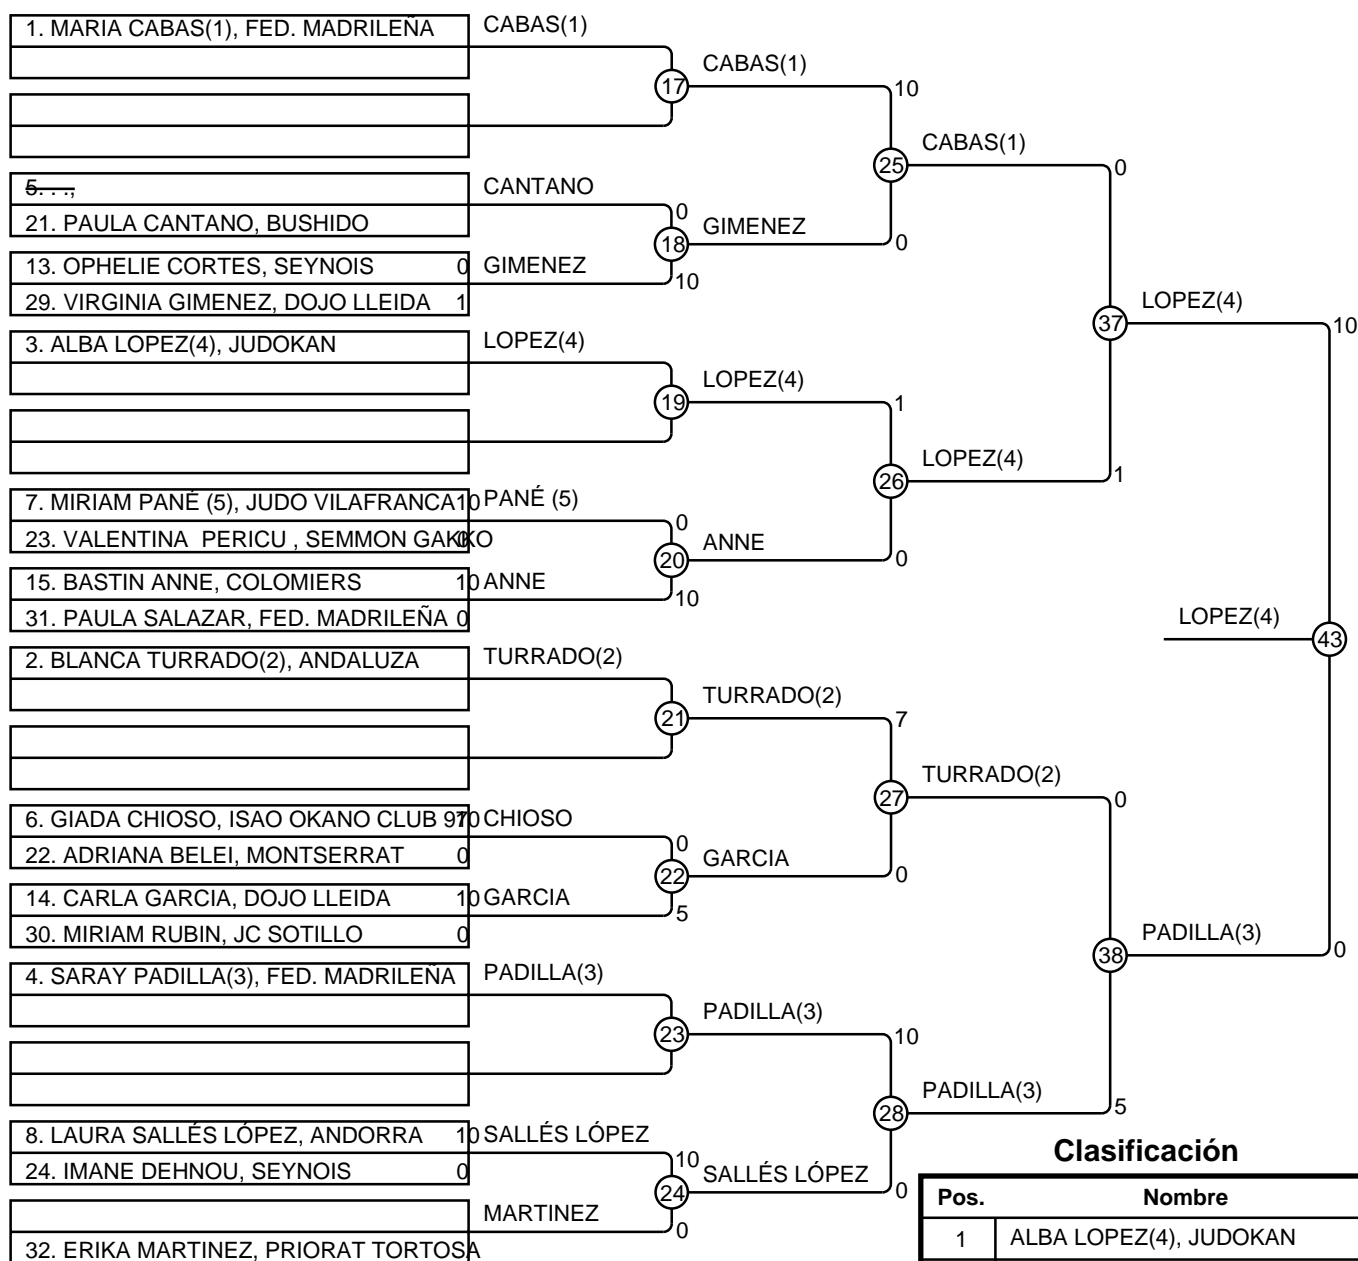 1. MARIA CABAS(1), FED. MADRILEÑA
CABAS(1)
CABAS(1)
17
10
CABAS(1)
25
0
5. . .,
CANTANO
21. PAULA CANTANO, BUSHIDO
0
18
GIMENEZ
0
13. OPHELIE CORTES, SEYNOIS 0
GIMENEZ
10
29. VIRGINIA GIMENEZ, DOJO LLEIDA 1
37
LOPEZ(4)
10
3. ALBA LOPEZ(4), JUDOKAN
LOPEZ(4)
LOPEZ(4)
19
1
LOPEZ(4)
26
1
7. MIRIAM PANÉ (5), JUDO VILAFRANCA 10
PANÉ (5)
23. VALENTINA PERICU , SEMMON GAKKO 0
0
20
ANNE
0
15. BASTIN ANNE, COLOMIERS 10
ANNE
10
31. PAULA SALAZAR, FED. MADRILEÑA 0
LOPEZ(4)
43
2. BLANCA TURRADO(2), ANDALUZA
TURRADO(2)
TURRADO(2)
21
7
TURRADO(2)
27
0
6. GIADA CHIOSO, ISAO OKANO CLUB 97 10
CHIOSO
22. ADRIANA BELEI, MONTSERRAT 0
0
22
GARCIA
0
14. CARLA GARCIA, DOJO LLEIDA 10
GARCIA
5
30. MIRIAM RUBIN, JC SOTILLO 0
38
PADILLA(3)
0
4. SARAY PADILLA(3), FED. MADRILEÑA
PADILLA(3)
PADILLA(3)
23
10
PADILLA(3)
28
5
8. LAURA SALLÉS LÓPEZ, ANDORRA 10
SALLÉS LÓPEZ
24. IMANE DEHNOU, SEYNOIS 0
10
24
SALLÉS LÓPEZ
0
MARTINEZ
0
32. ERIKA MARTINEZ, PRIORAT TORTOSA
Clasificación
Pos. Nombre
1 ALBA LOPEZ(4), JUDOKAN